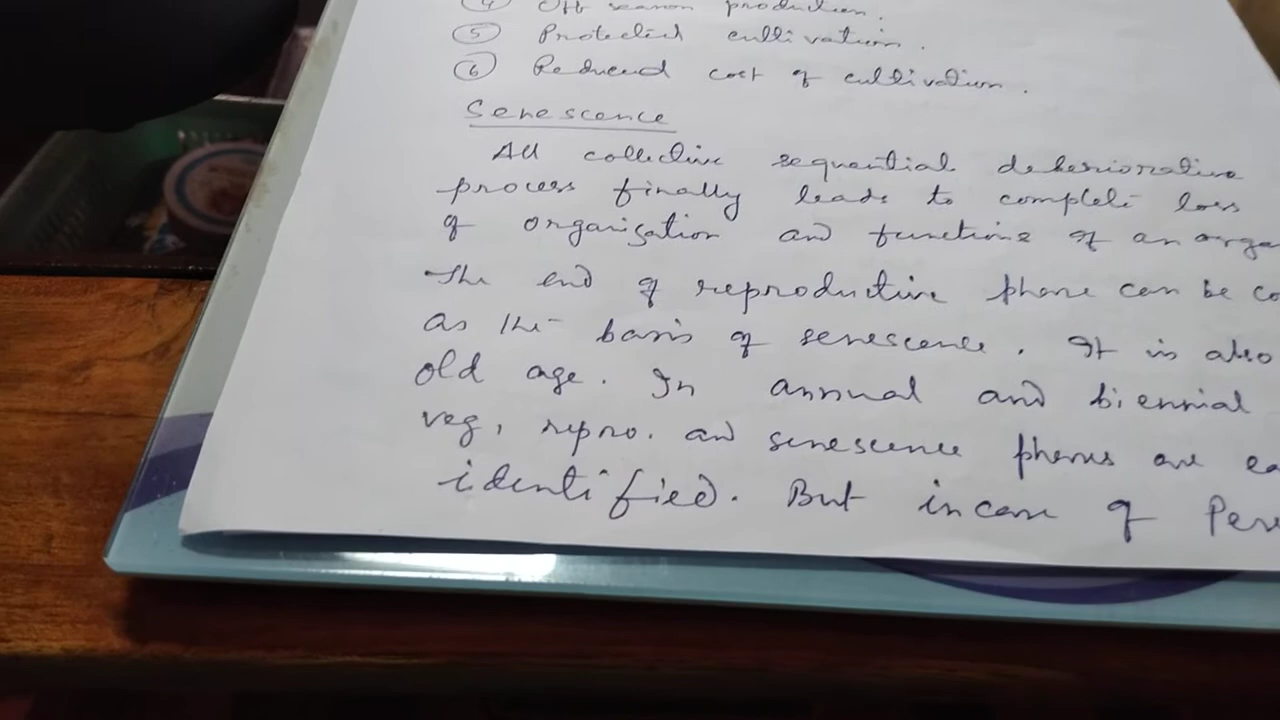 ④ Off season production.
⑤ Protected cultivation.
⑥ Reduced cost of cultivation.
Senescence
All collective sequential deteriorative
process finally leads to complete loss
of organisation and functions of an orga
The end of reproductive phase can be co
as the basis of senescence. It is also
old age. In annual and biennial
veg, repro. and senescence phases are ea
identified. But incase of Pere